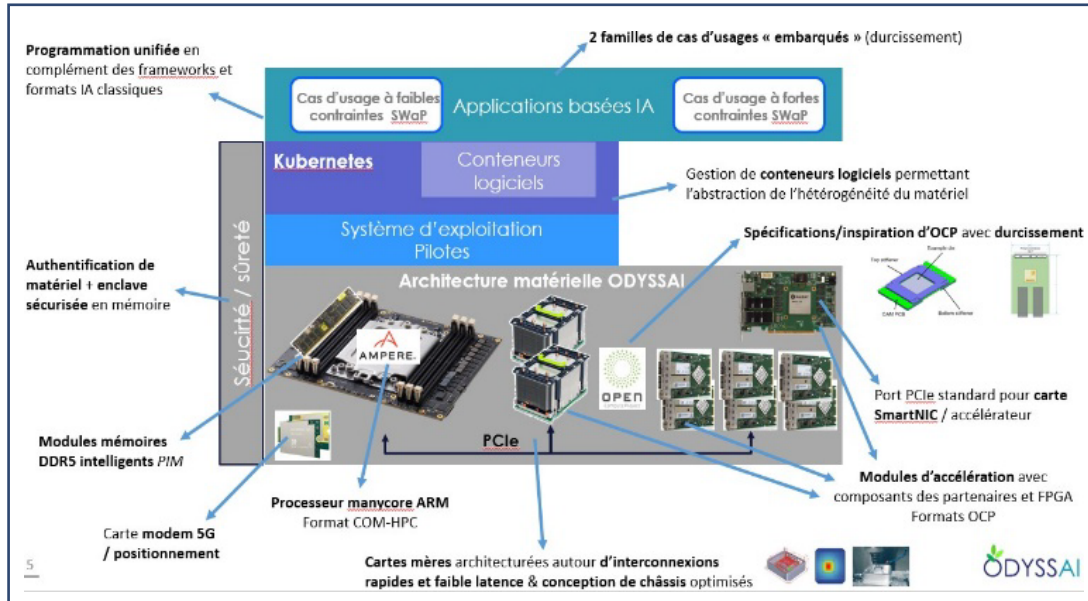 2 familles de cas d'usages « embarqués » (durcissement)
Programmation unifiée en
complément des frameworks et
formats IA classiques
Cas d'usage à faibles
contraintes SWaP
Applications basées IA
Cas d'usage à fortes
contraintes SWaP
Kubernetes
Conteneurs
logiciels
Gestion de conteneurs logiciels permettant
l'abstraction de l'hétérogénéité du matériel
Système d'exploitation
Pilotes
Spécifications/inspiration d'OCP avec durcissement
Séucirté / sûreté
Authentification de
matériel + enclave
sécurisée en mémoire
Architecture matérielle ODYSSAI
AMPERE
OPEN
PCIe
Port PCIe standard pour carte
SmartNIC / accélérateur
Modules mémoires
DDR5 intelligents PIM
Processeur manycore ARM
Format COM-HPC
Modules d'accélération avec
composants des partenaires et FPGA
Formats OCP
Carte modem 5G
/ positionnement
Cartes mères architecturées autour d'interconnexions
rapides et faible latence & conception de châssis optimisés
5
ODYSSAI